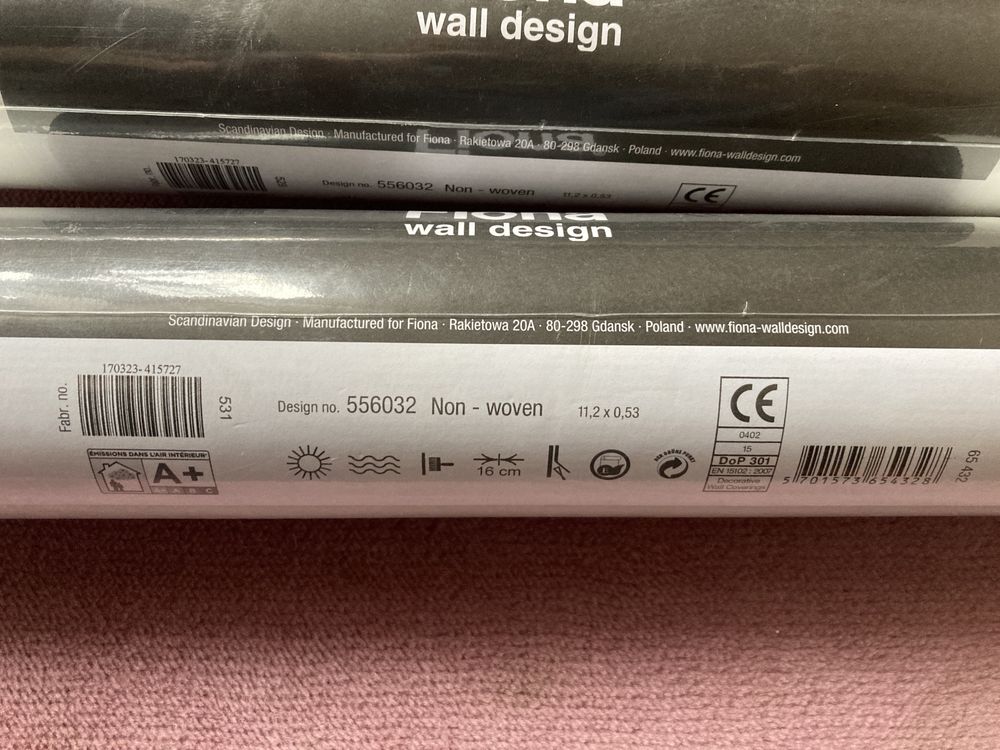 wall design
Scandinavian Design · Manufactured for Fiona · Rakietowa 20A · 80-298 Gdansk · Poland · www.fiona-walldesign.com
170323-415727
Design no. 556032 Non - woven 11,2 x 0,53
CE
Fiona
wall design
Scandinavian Design · Manufactured for Fiona · Rakietowa 20A · 80-298 Gdansk · Poland · www.fiona-walldesign.com
170323-415727
Fabr. no.
531
Design no. 556032 Non - woven 11,2 x 0,53
CE
0402
15
DoP 301
EN 15102 : 2007
Decorative
Wall Coverings
ÉMISSIONS DANS L'AIR INTÉRIEUR*
A+
16 cm
5 701573 654328
65 432